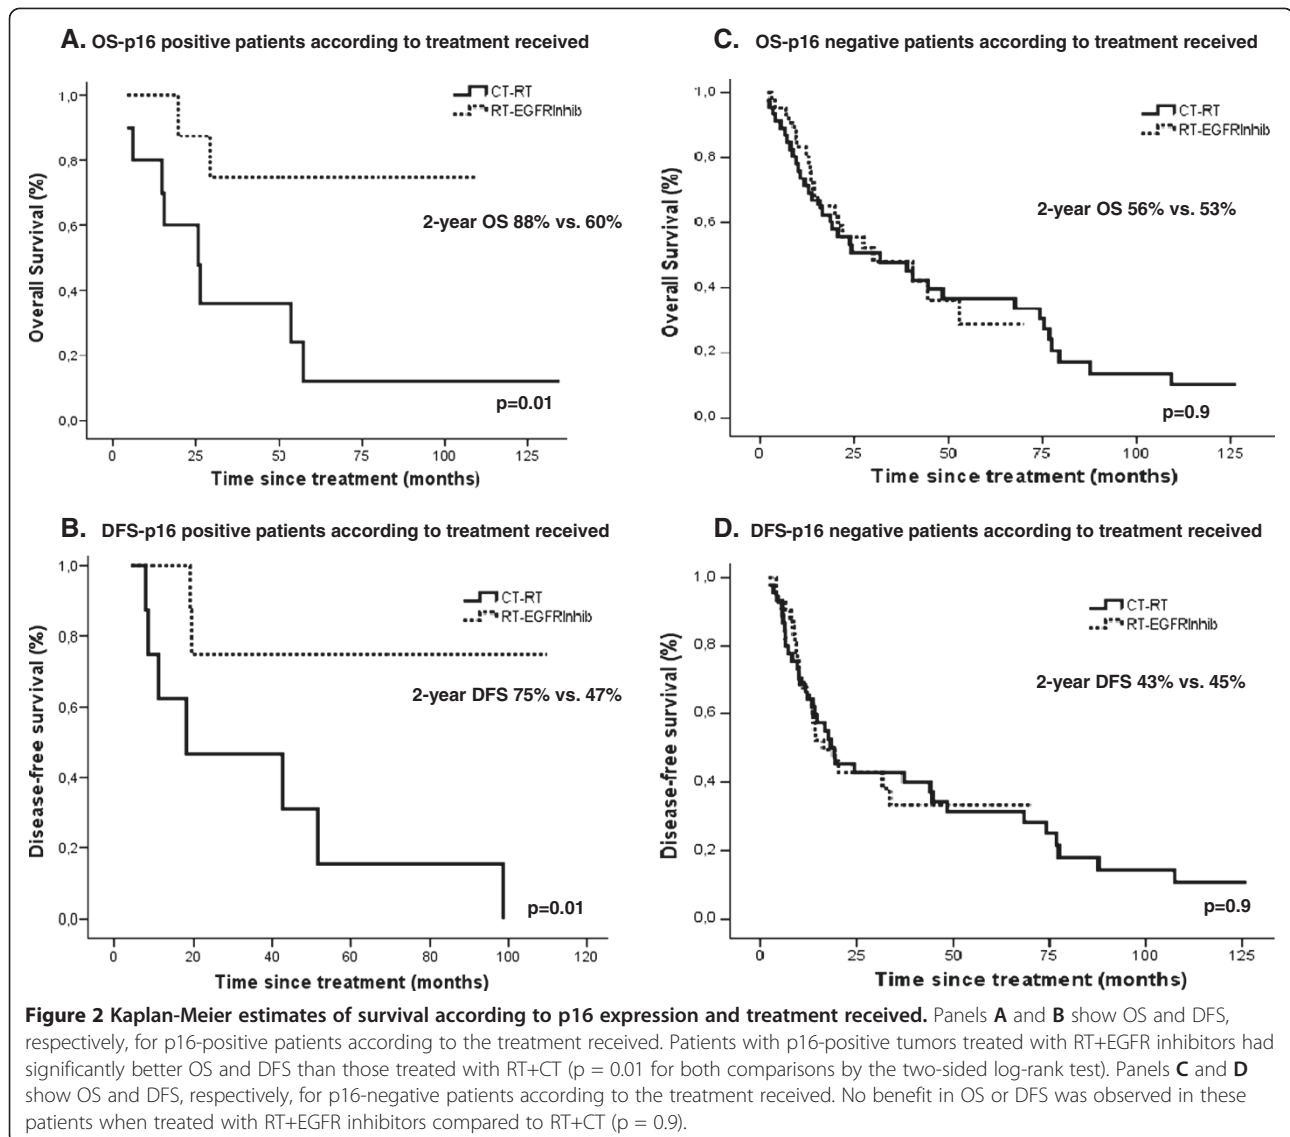 A. OS-p16 positive patients according to treatment received
CT-RT
RT-EGFRInhib
1,0
0,8
0,6
0,4
0,2
0,0
Overall Survival (%)
2-year OS 88% vs. 60%
p=0.01
0 25 50 75 100 125
Time since treatment (months)
C. OS-p16 negative patients according to treatment received
CT-RT
RT-EGFRInhib
1,0
0,8
0,6
0,4
0,2
0,0
Overall Survival (%)
2-year OS 56% vs. 53%
p=0.9
0 25 50 75 100 125
Time since treatment (months)
B. DFS-p16 positive patients according to treatment received
CT-RT
RT-EGFRInhib
1,0
0,8
0,6
0,4
0,2
0,0
Disease-free survival (%)
2-year DFS 75% vs. 47%
p=0.01
0 20 40 60 80 100 120
Time since treatment (months)
D. DFS-p16 negative patients according to treatment received
CT-RT
RT-EGFRInhib
1,0
0,8
0,6
0,4
0,2
0,0
Disease-free survival (%)
2-year DFS 43% vs. 45%
p=0.9
0 25 50 75 100 125
Time since treatment (months)
Figure 2 Kaplan-Meier estimates of survival according to p16 expression and treatment received. Panels A and B show OS and DFS,
respectively, for p16-positive patients according to the treatment received. Patients with p16-positive tumors treated with RT+EGFR inhibitors had
significantly better OS and DFS than those treated with RT+CT (p = 0.01 for both comparisons by the two-sided log-rank test). Panels C and D
show OS and DFS, respectively, for p16-negative patients according to the treatment received. No benefit in OS or DFS was observed in these
patients when treated with RT+EGFR inhibitors compared to RT+CT (p = 0.9).